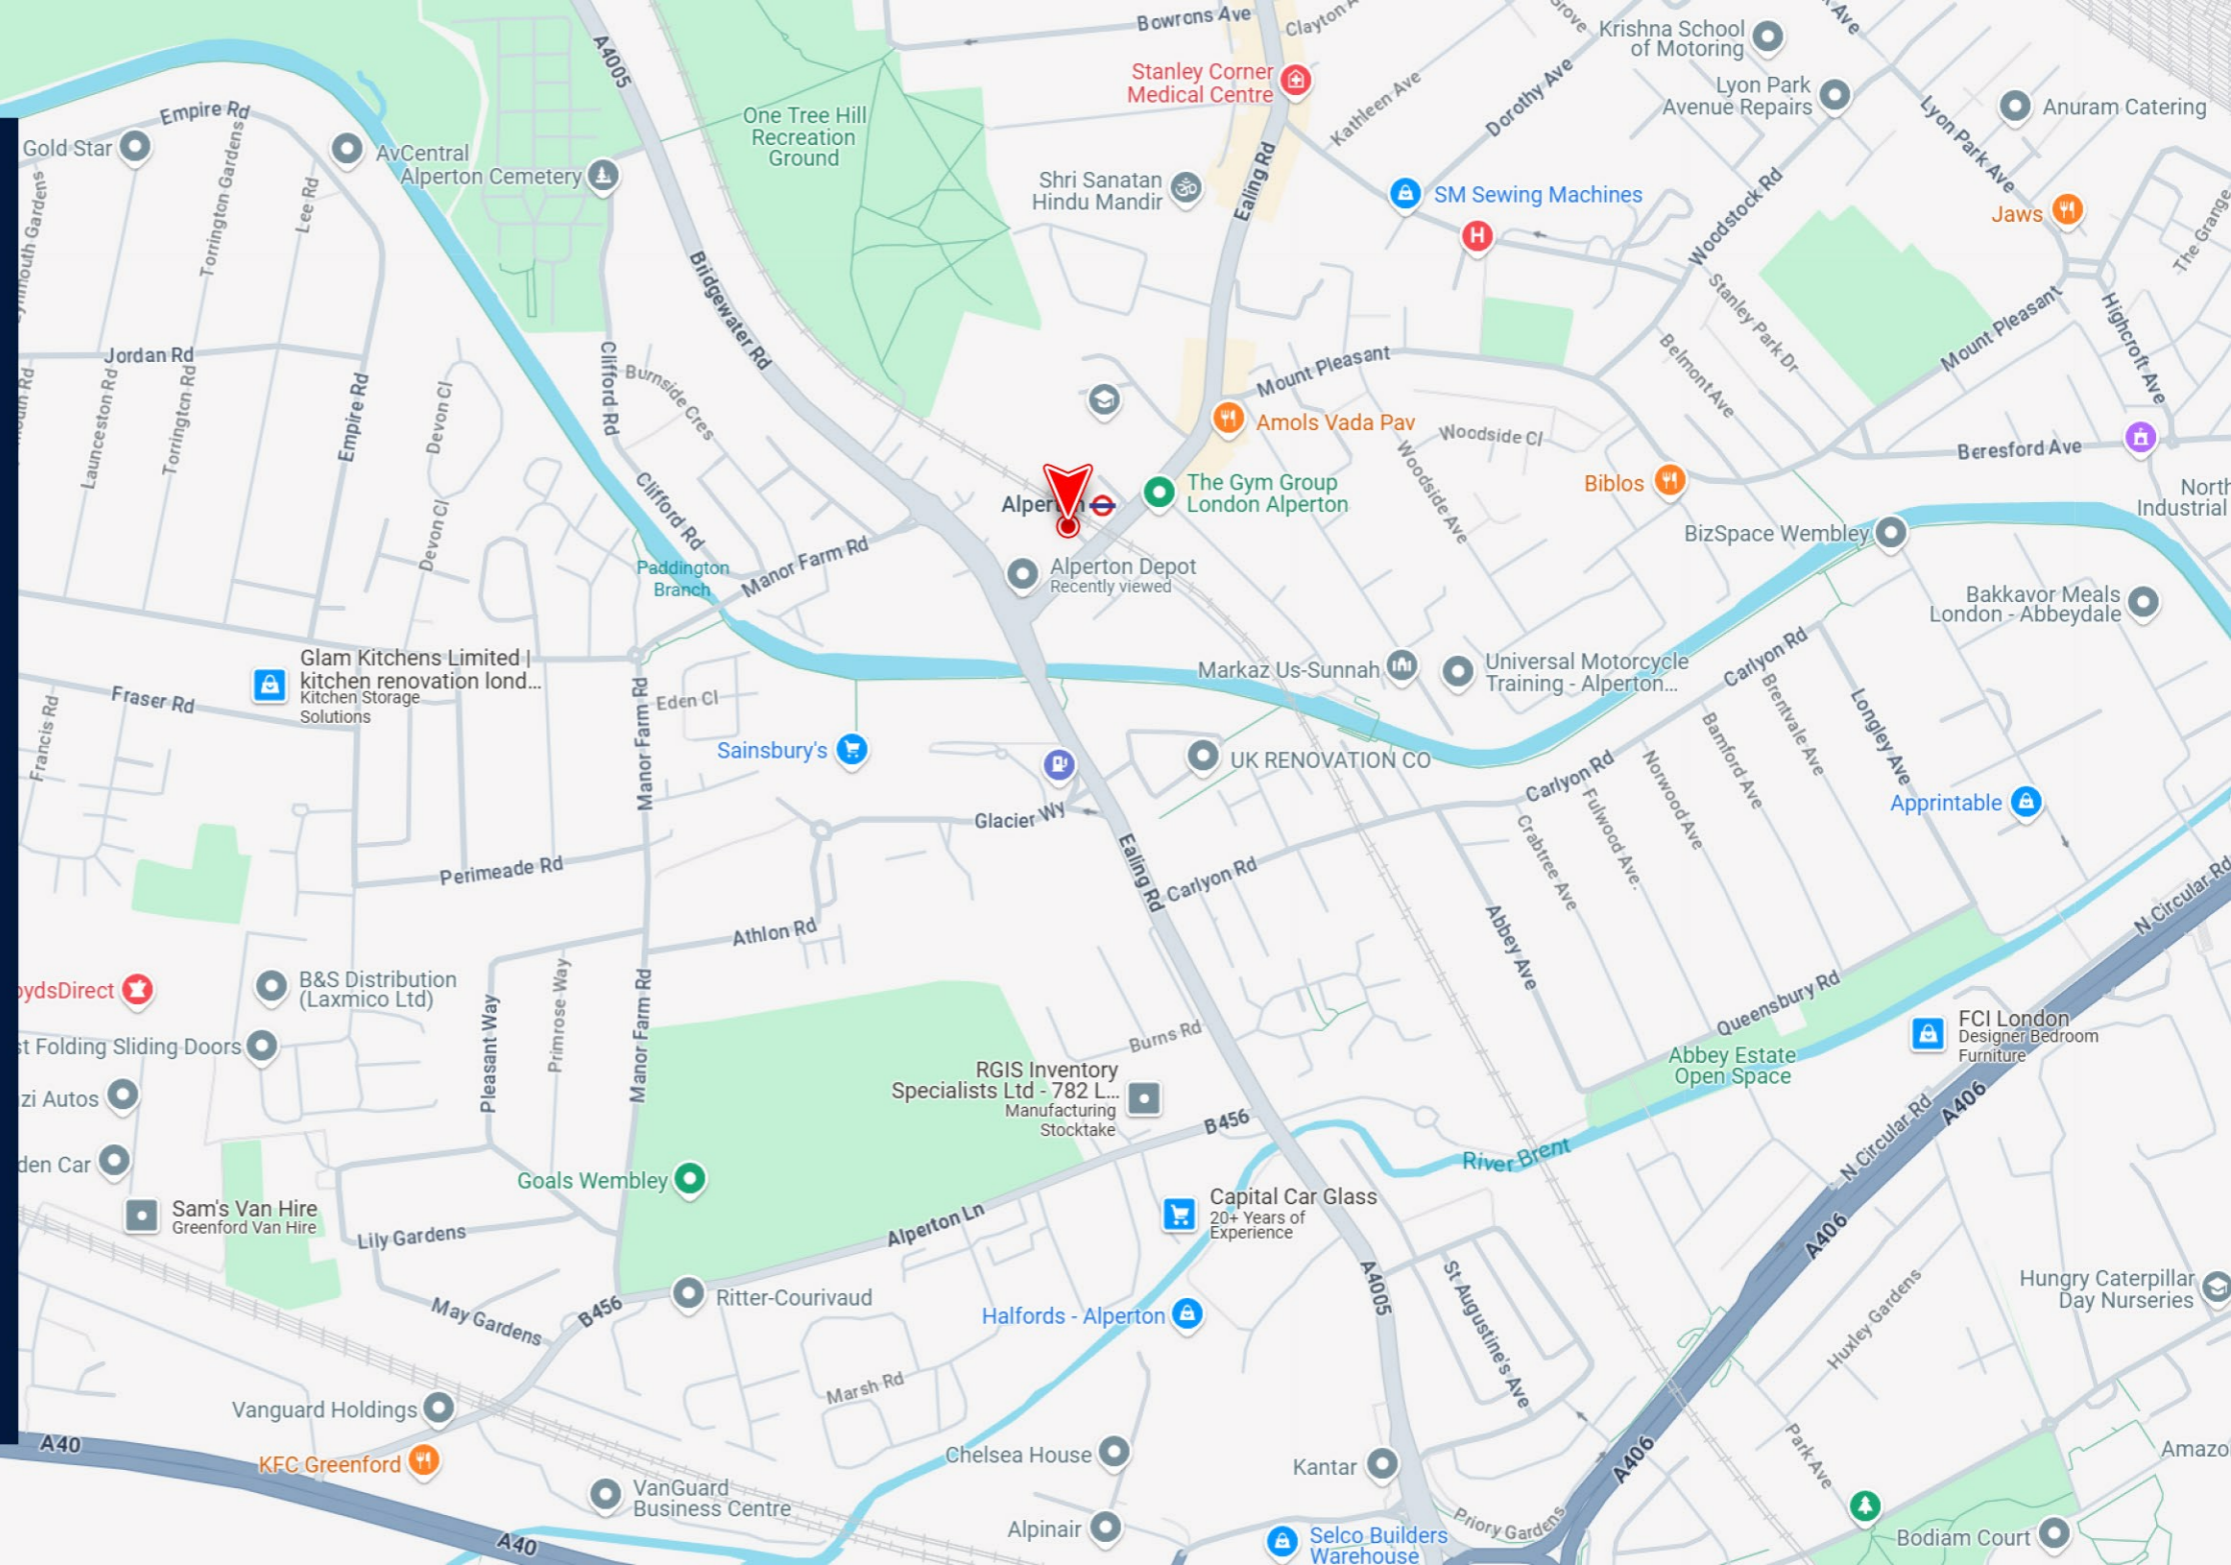 Bowrons Ave
Clayton A
Grove
k Ave
Krishna School
of Motoring
A4005
Stanley Corner
Medical Centre
Kathleen Ave
Dorothy Ave
Lyon Park
Avenue Repairs
Lyon Park Ave
Anuram Catering
Empire Rd
Gold Star
AvCentral
Alperton Cemetery
One Tree Hill
Recreation
Ground
Torrington Gardens
Lee Rd
Shri Sanatan
Hindu Mandir
Ealing Rd
SM Sewing Machines
H
Woodstock Rd
Jaws
The Grange
Bridgewater Rd
Stanley Park Dr
Mount Pleasant
Highcroft Ave
Jordan Rd
Launceston Rd
Torrington Rd
Empire Rd
Devon Cl
Clifford Rd
Burnside Cres
Mount Pleasant
Belmont Ave
Amols Vada Pav
Woodside Cl
Beresford Ave
Woodside Ave
Biblos
The Gym Group
London Alperton
North
Industrial
Devon Cl
Clifford Rd
BizSpace Wembley
Paddington
Branch
Manor Farm Rd
Alperton Depot
Recently viewed
Bakkavor Meals
London - Abbeydale
Glam Kitchens Limited |
kitchen renovation lond...
Kitchen Storage
Solutions
Fraser Rd
Francis Rd
Manor Farm Rd
Eden Cl
Markaz Us-Sunnah
Universal Motorcycle
Training - Alperton...
Carlyon Rd
Brentvale Ave
Longley Ave
Bamford Ave
Sainsbury's
UK RENOVATION CO
Carlyon Rd
Norwood Ave
Fulwood Ave.
Crabtree Ave
Apprintable
Glacier Wy
Ealing Rd
Carlyon Rd
Perimeade Rd
Athlon Rd
Abbey Ave
N Circular Rd
B&S Distribution
(Laxmico Ltd)
oydsDirect
Pleasant Way
Primrose Way
Manor Farm Rd
Queensbury Rd
st Folding Sliding Doors
Burns Rd
FCI London
Designer Bedroom
Furniture
Abbey Estate
Open Space
zi Autos
RGIS Inventory
Specialists Ltd - 782 L...
Manufacturing
Stocktake
B456
N Circular Rd
A406
den Car
Goals Wembley
River Brent
Sam's Van Hire
Greenford Van Hire
Capital Car Glass
20+ Years of
Experience
Lily Gardens
Alperton Ln
A406
A4005
St Augustine's Ave
Hungry Caterpillar
Day Nurseries
Huxley Gardens
May Gardens
B456
Ritter-Courivaud
Halfords - Alperton
Marsh Rd
Vanguard Holdings
A40
KFC Greenford
Chelsea House
Kantar
A406
Park Ave
Amazo
VanGuard
Business Centre
Alpinair
Priory Gardens
Selco Builders
Warehouse
Bodiam Court
A40